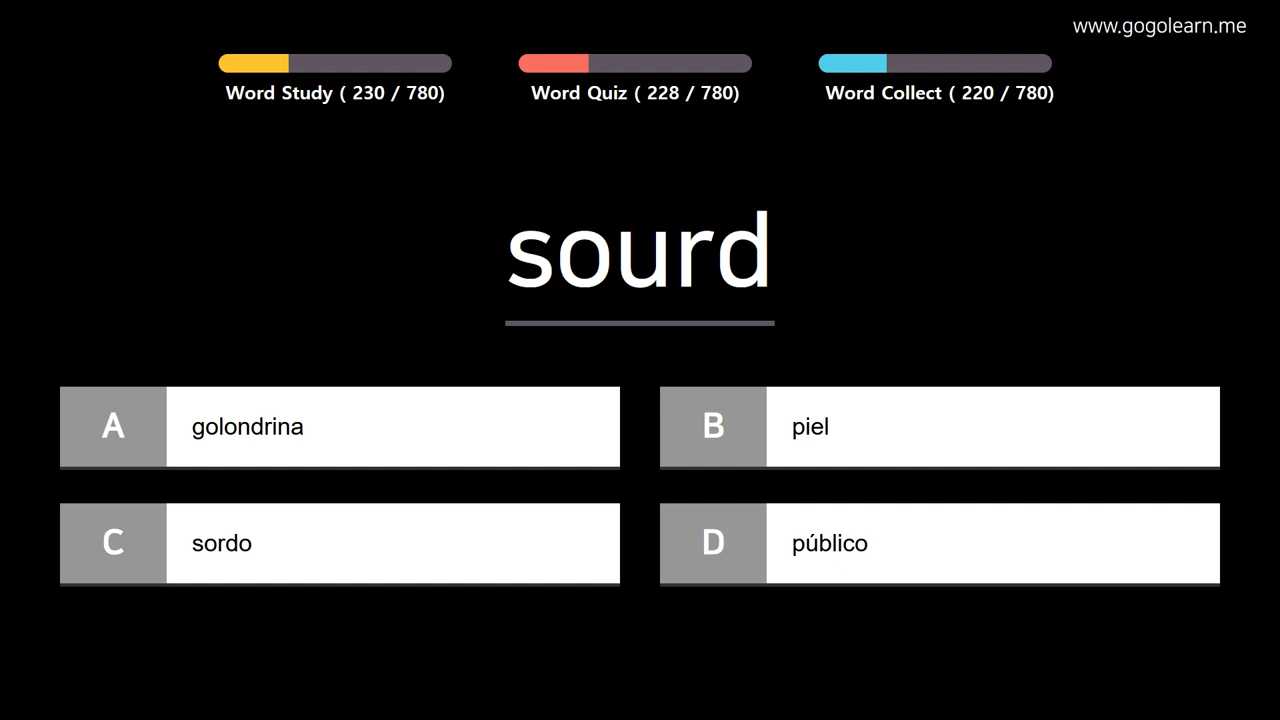 www.gogolearn.me
Word Study ( 230 / 780)
Word Quiz ( 228 / 780)
Word Collect ( 220 / 780)
sourd
A
golondrina
B
piel
C
sordo
D
público